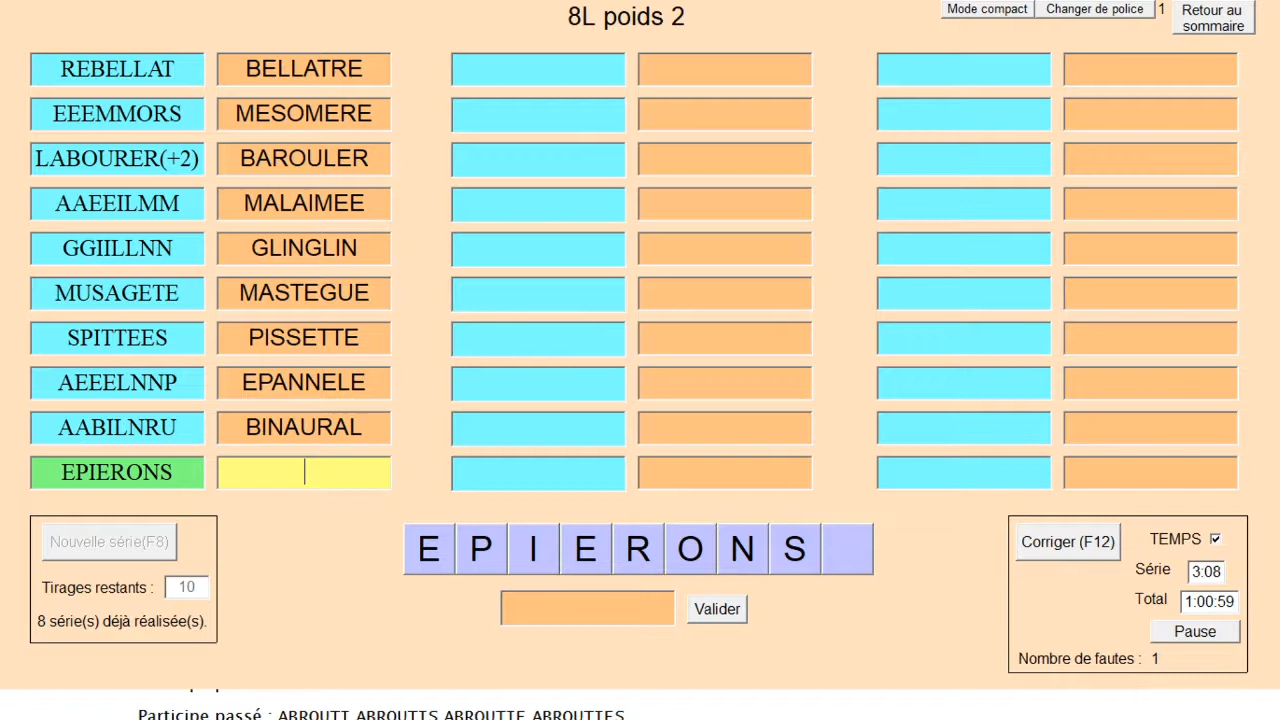 8L poids 2
Mode compact Changer de police 1 Retour au sommaire
REBELLAT BELLATRE
EEEMMORS MESOMERE
LABOURER(+2) BAROULER
AAEEILMM MALAIMEE
GGIILLNN GLINGLIN
MUSAGETE MASTEGUE
SPITTEES PISSETTE
AEEELNNP EPANNELE
AABILNRU BINAURAL
EPIERONS
Nouvelle série(F8)
Tirages restants : 10
8 série(s) déjà réalisée(s).
E P I E R O N S
Valider
Corriger (F12) TEMPS
Série 3:08
Total 1:00:59
Pause
Nombre de fautes : 1
Participe passé : ABROUTI ABROUTIS ABROUTIE ABROUTIES